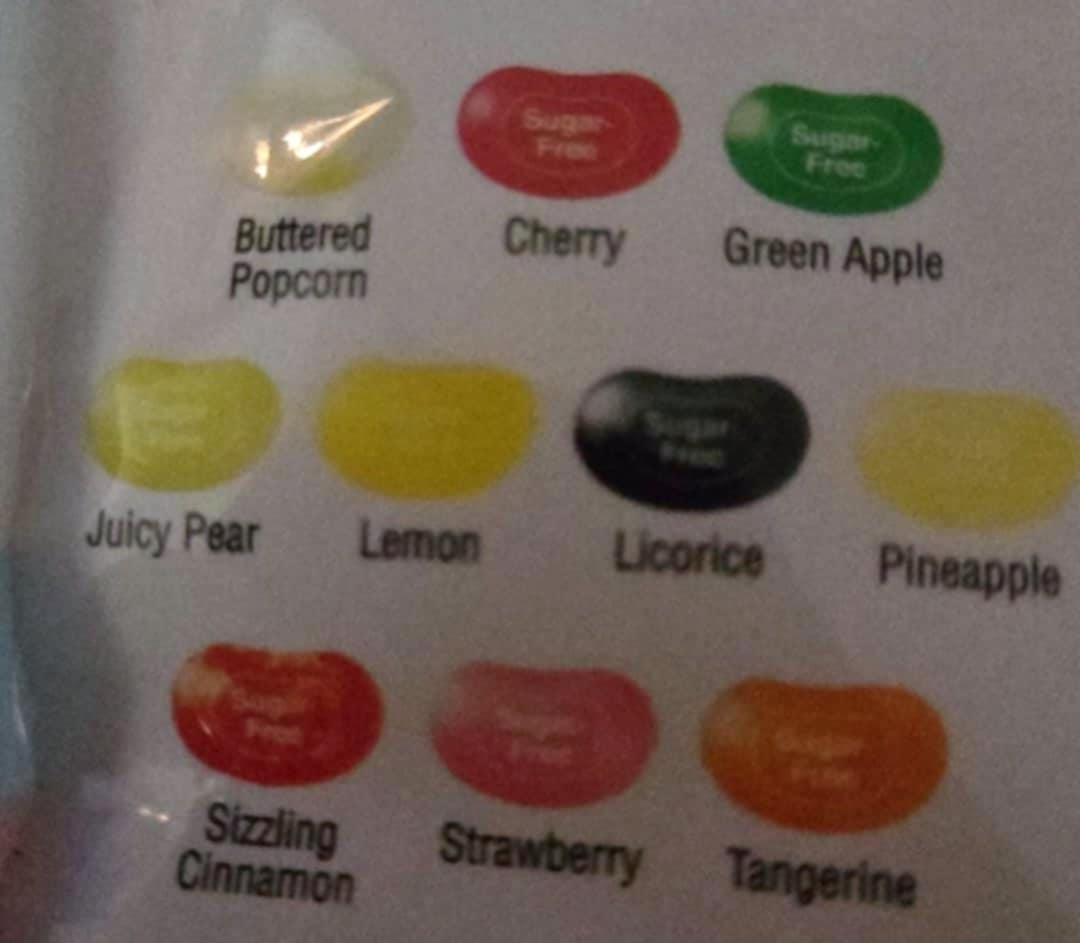 Sugar-
Free
Sugar-
Free
Buttered
Popcorn
Cherry
Green Apple
Sugar
Free
Juicy Pear
Lemon
Licorice
Pineapple
Sugar
Free
Sugar
Free
Sugar
Free
Sizzling
Cinnamon
Strawberry
Tangerine